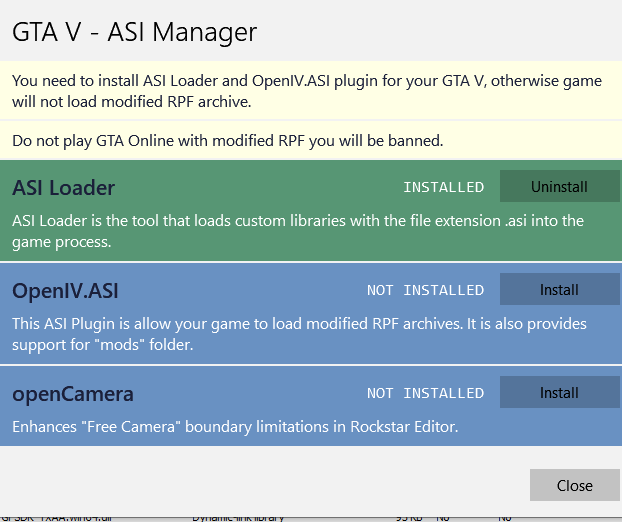 GTA V - ASI Manager
You need to install ASI Loader and OpenIV.ASI plugin for your GTA V, otherwise game
will not load modified RPF archive.
Do not play GTA Online with modified RPF you will be banned.
ASI Loader
INSTALLED
Uninstall
ASI Loader is the tool that loads custom libraries with the file extension .asi into the
game process.
OpenIV.ASI
NOT INSTALLED
Install
This ASI Plugin is allow your game to load modified RPF archives. It is also provides
support for "mods" folder.
openCamera
NOT INSTALLED
Install
Enhances "Free Camera" boundary limitations in Rockstar Editor.
Close
Dynamic-link library